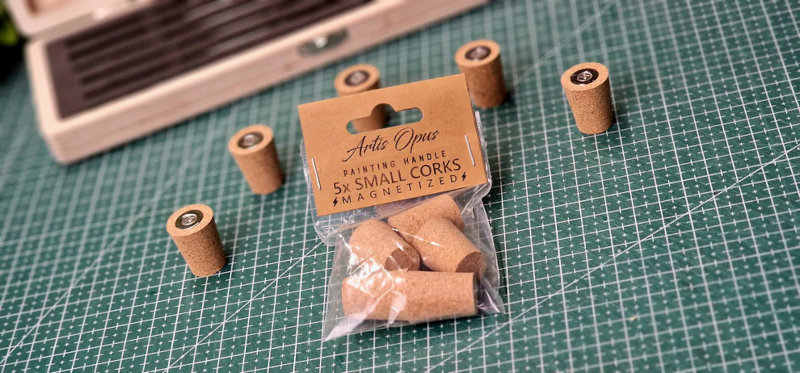 Artis Opus
PAINTING HANDLE
5x SMALL CORKS
MAGNETIZED